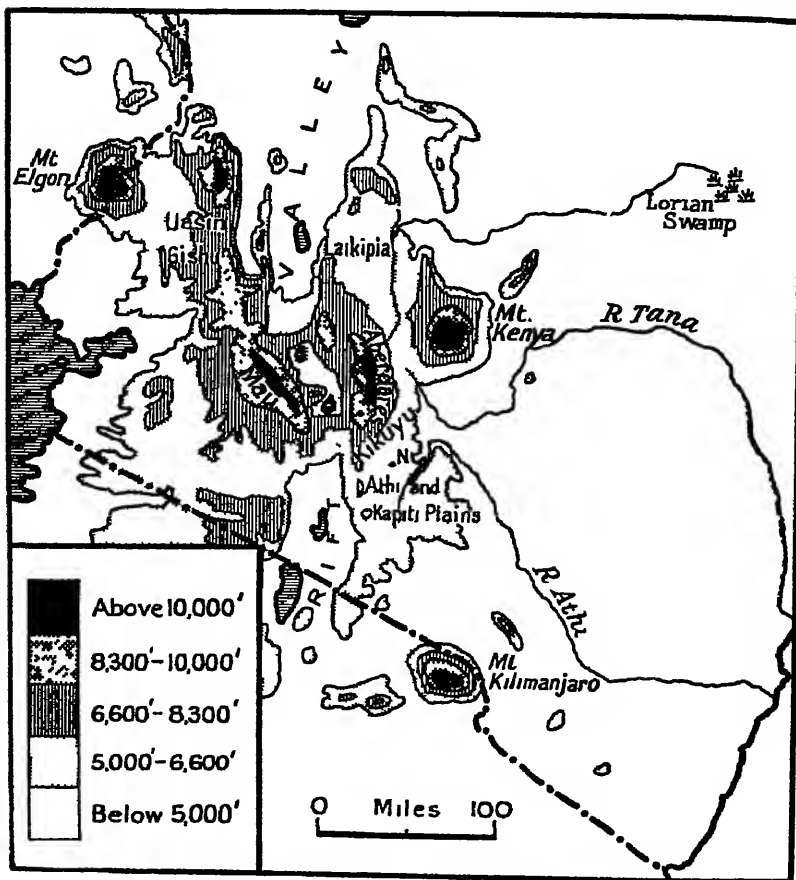 VALLEY
Mt
Elgon
Uasin
Gishu
Laikipia
Lorian
Swamp
Mt.
Kenya
R Tana
Mau
Aberdares
Kikuyu
N
Athi and
Kapiti Plains
RIFT
R Athi
Mt
Kilimanjaro
Above 10,000'
8,300'-10,000'
6,600'-8,300'
5,000'-6,600'
Below 5,000'
0 Miles 100